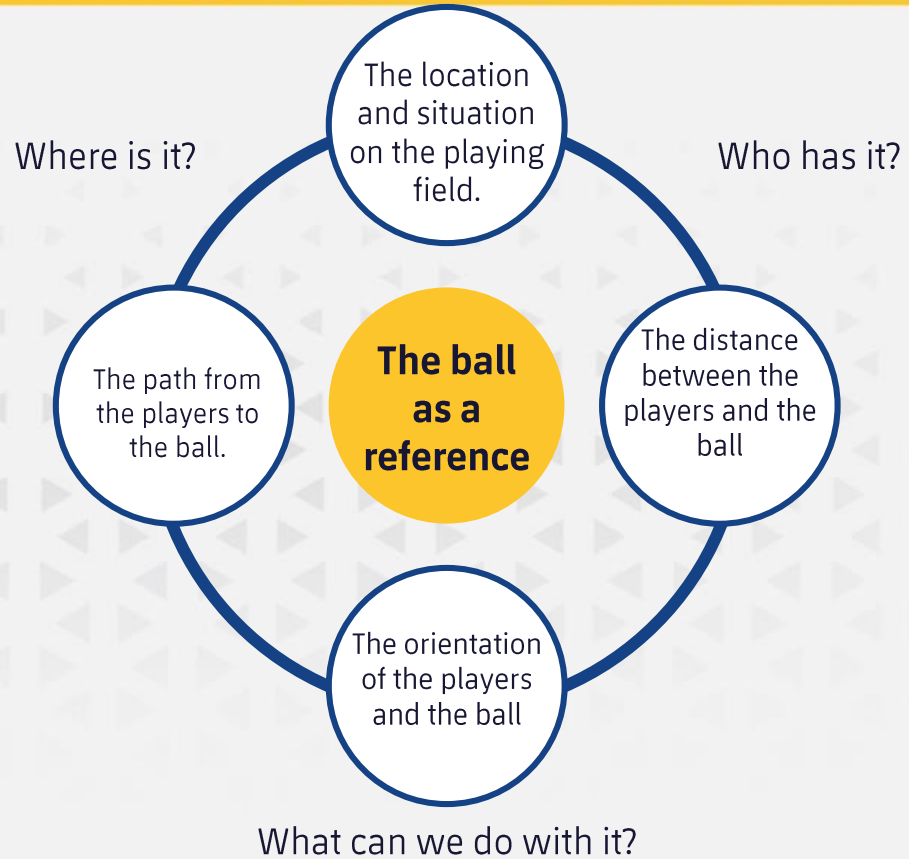 The location
and situation
on the playing
field.
Where is it?
Who has it?
The path from
the players to
the ball.
The ball
as a
reference
The distance
between the
players and the
ball
The orientation
of the players
and the ball
What can we do with it?